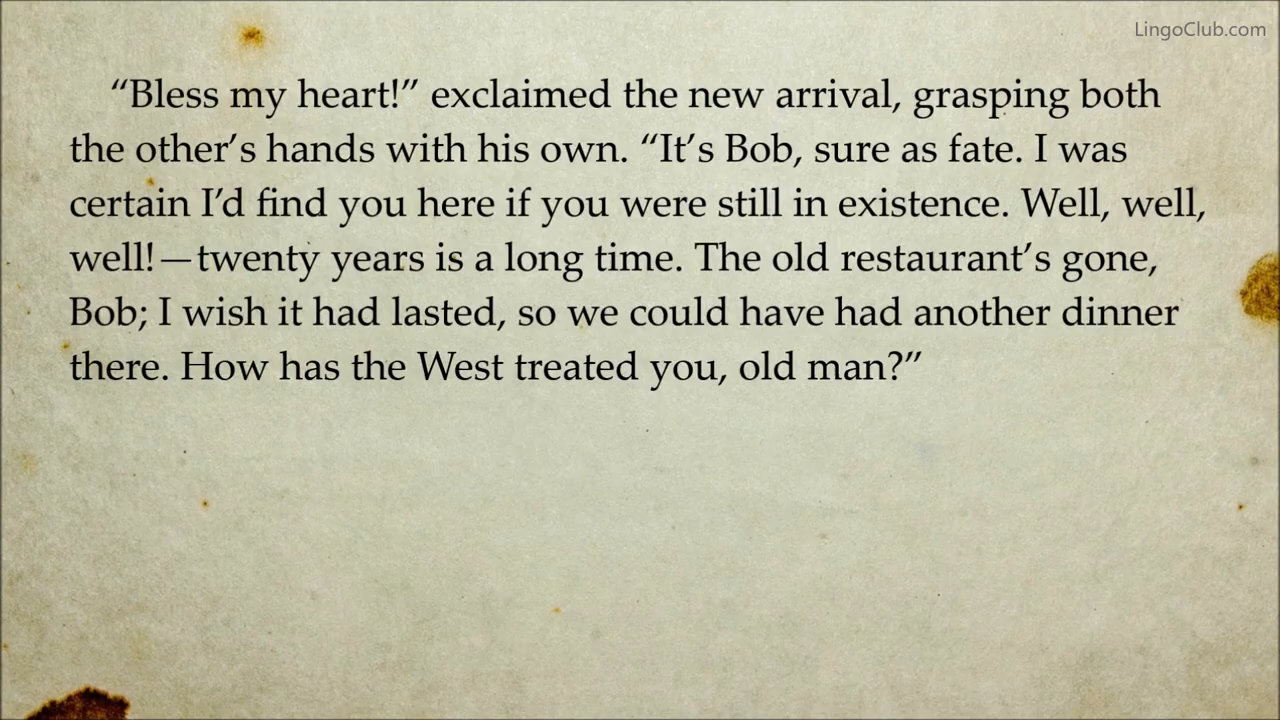 LingoClub.com
“Bless my heart!” exclaimed the new arrival, grasping both
the other’s hands with his own. “It’s Bob, sure as fate. I was
certain I’d find you here if you were still in existence. Well, well,
well!—twenty years is a long time. The old restaurant’s gone,
Bob; I wish it had lasted, so we could have had another dinner
there. How has the West treated you, old man?”